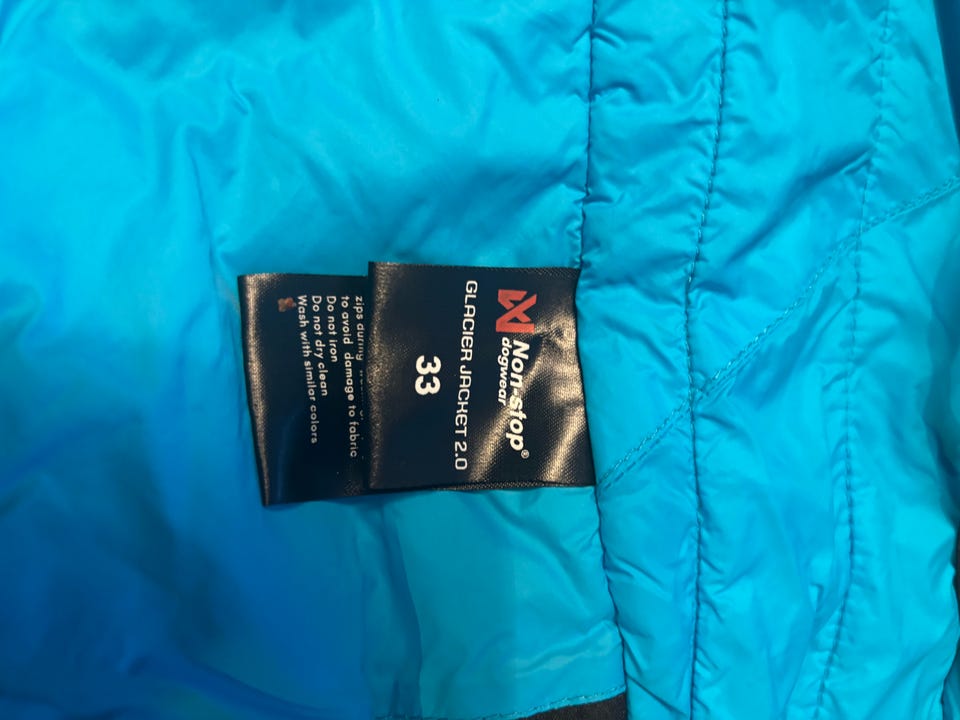 Non-stop®
dogwear
GLACIER JACKET 2.0
33
zips during
to avoid damage to fabric
Do not iron
Do not dry clean
Wash with similar colors